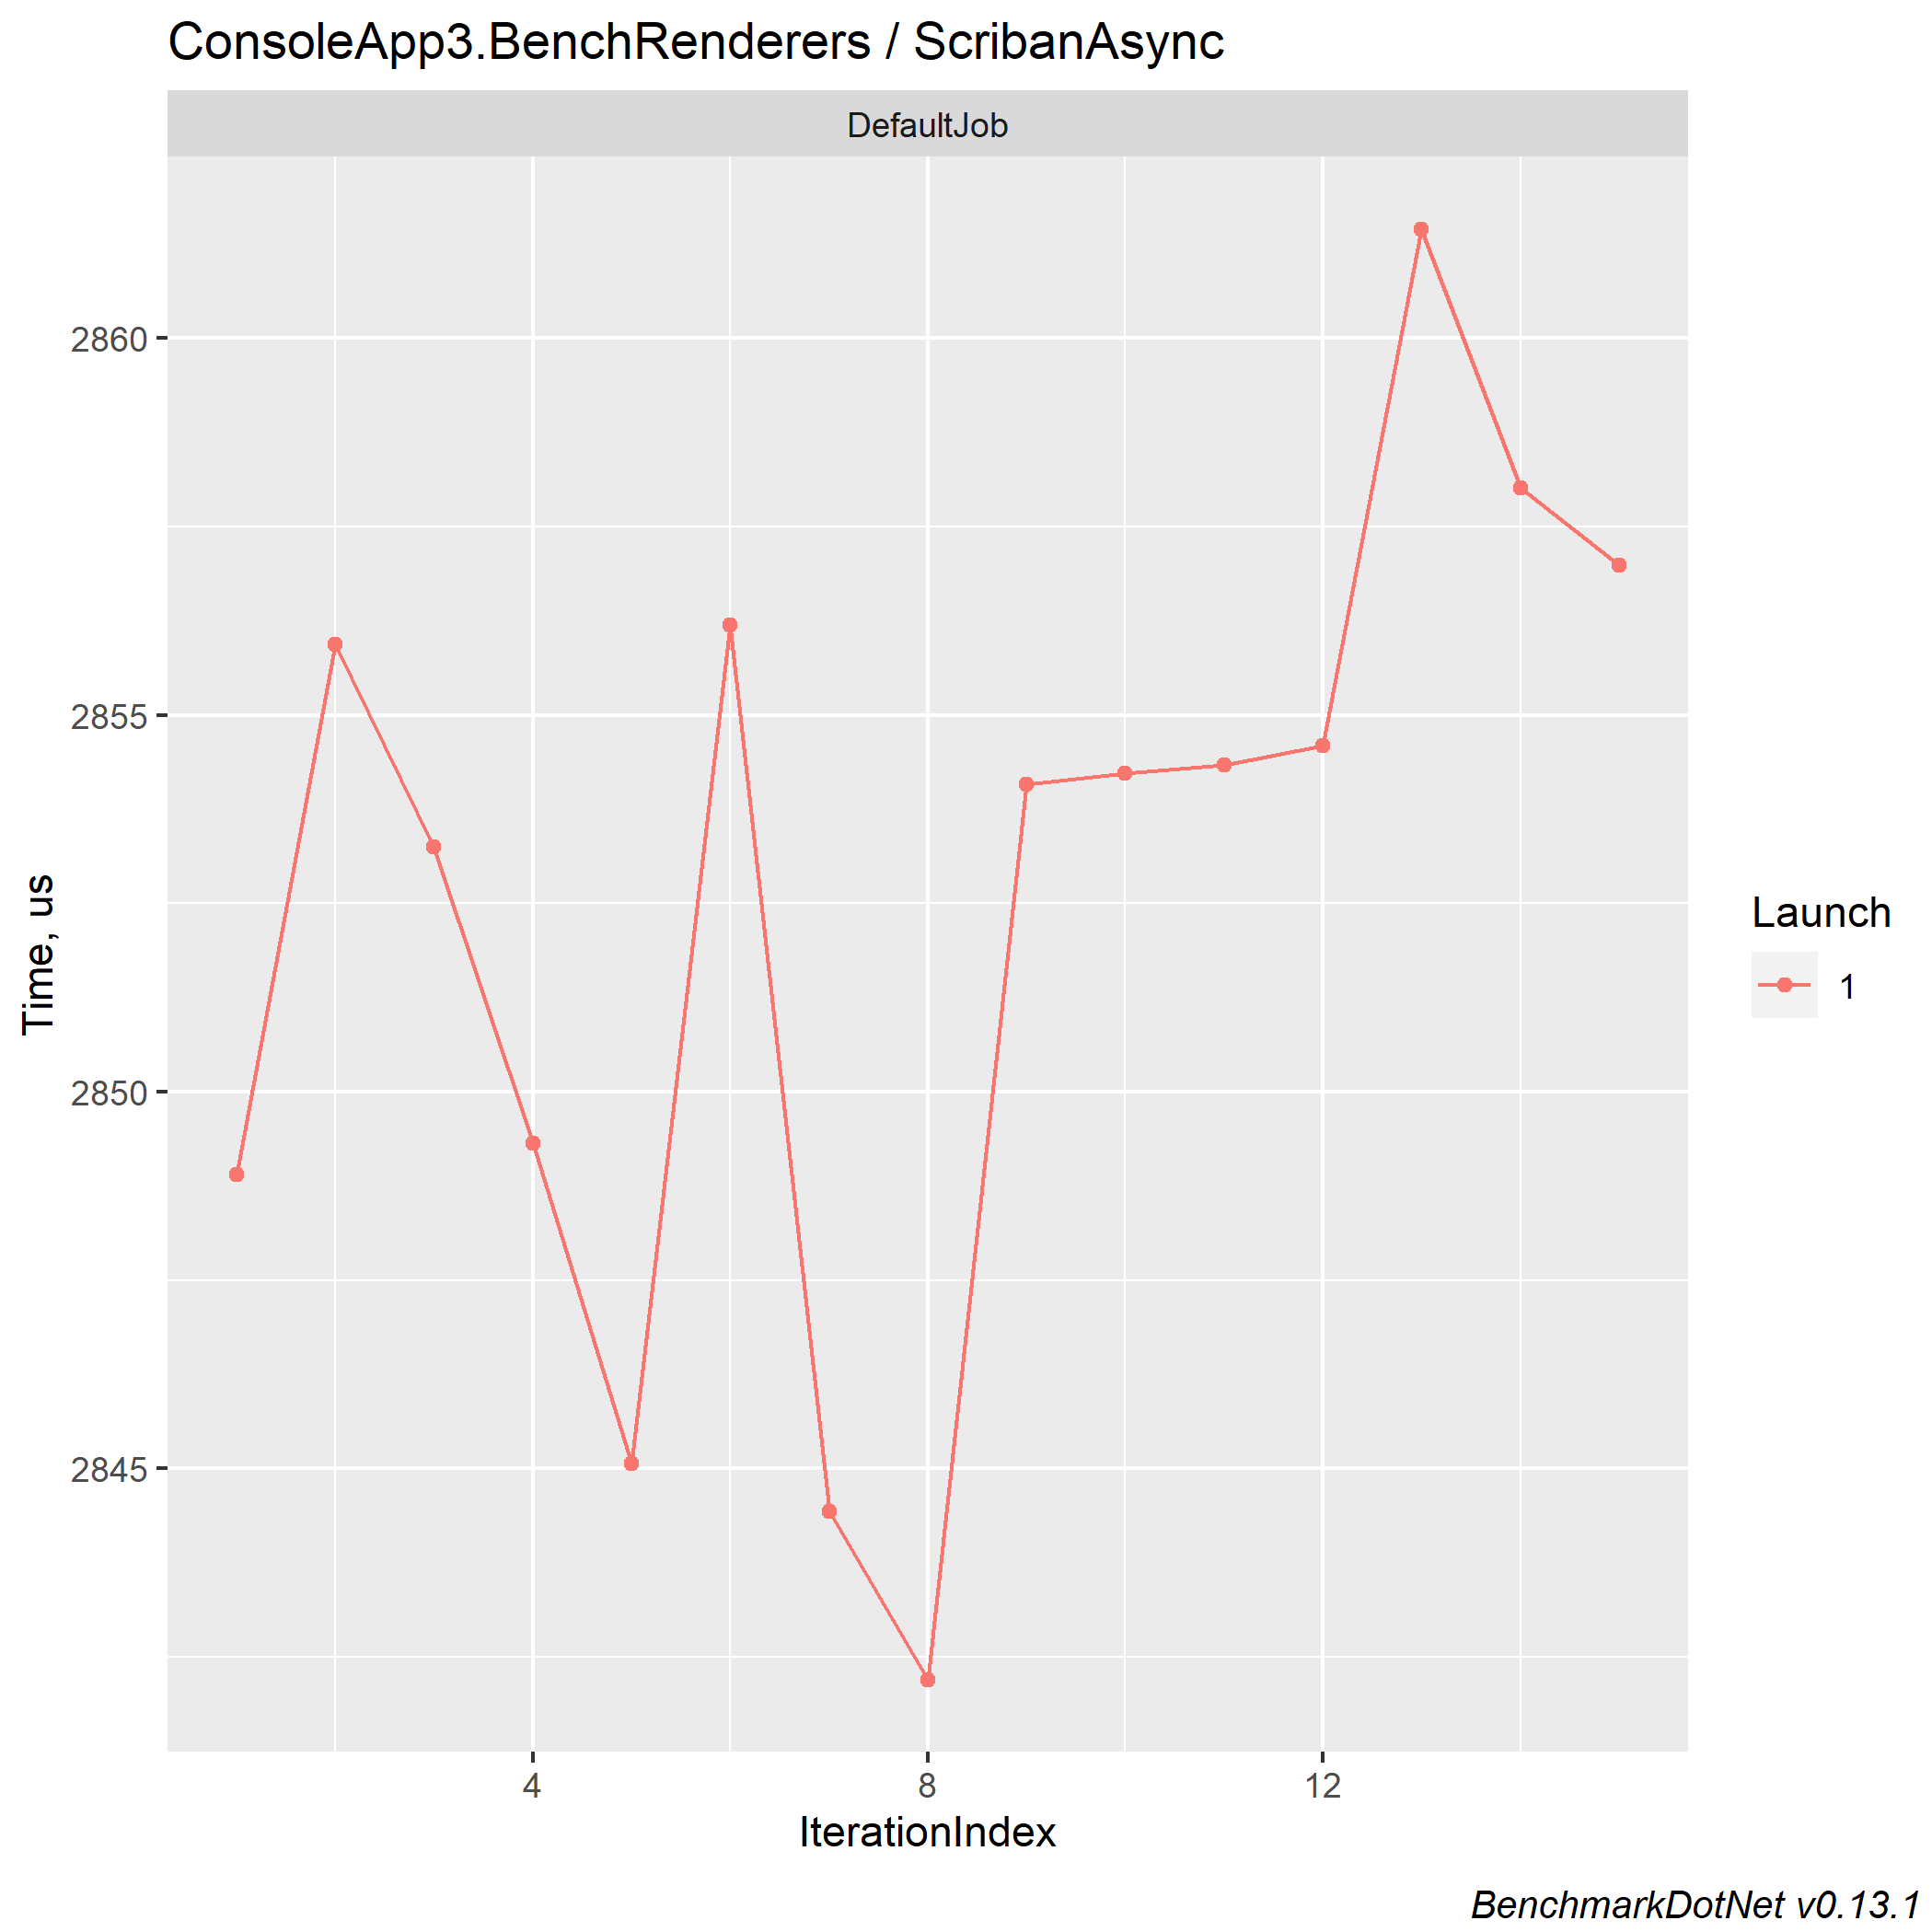 ConsoleApp3.BenchRenderers / ScribanAsync
DefaultJob
2860
2855
2850
2845
Time, us
4
8
12
IterationIndex
Launch
1
BenchmarkDotNet v0.13.1